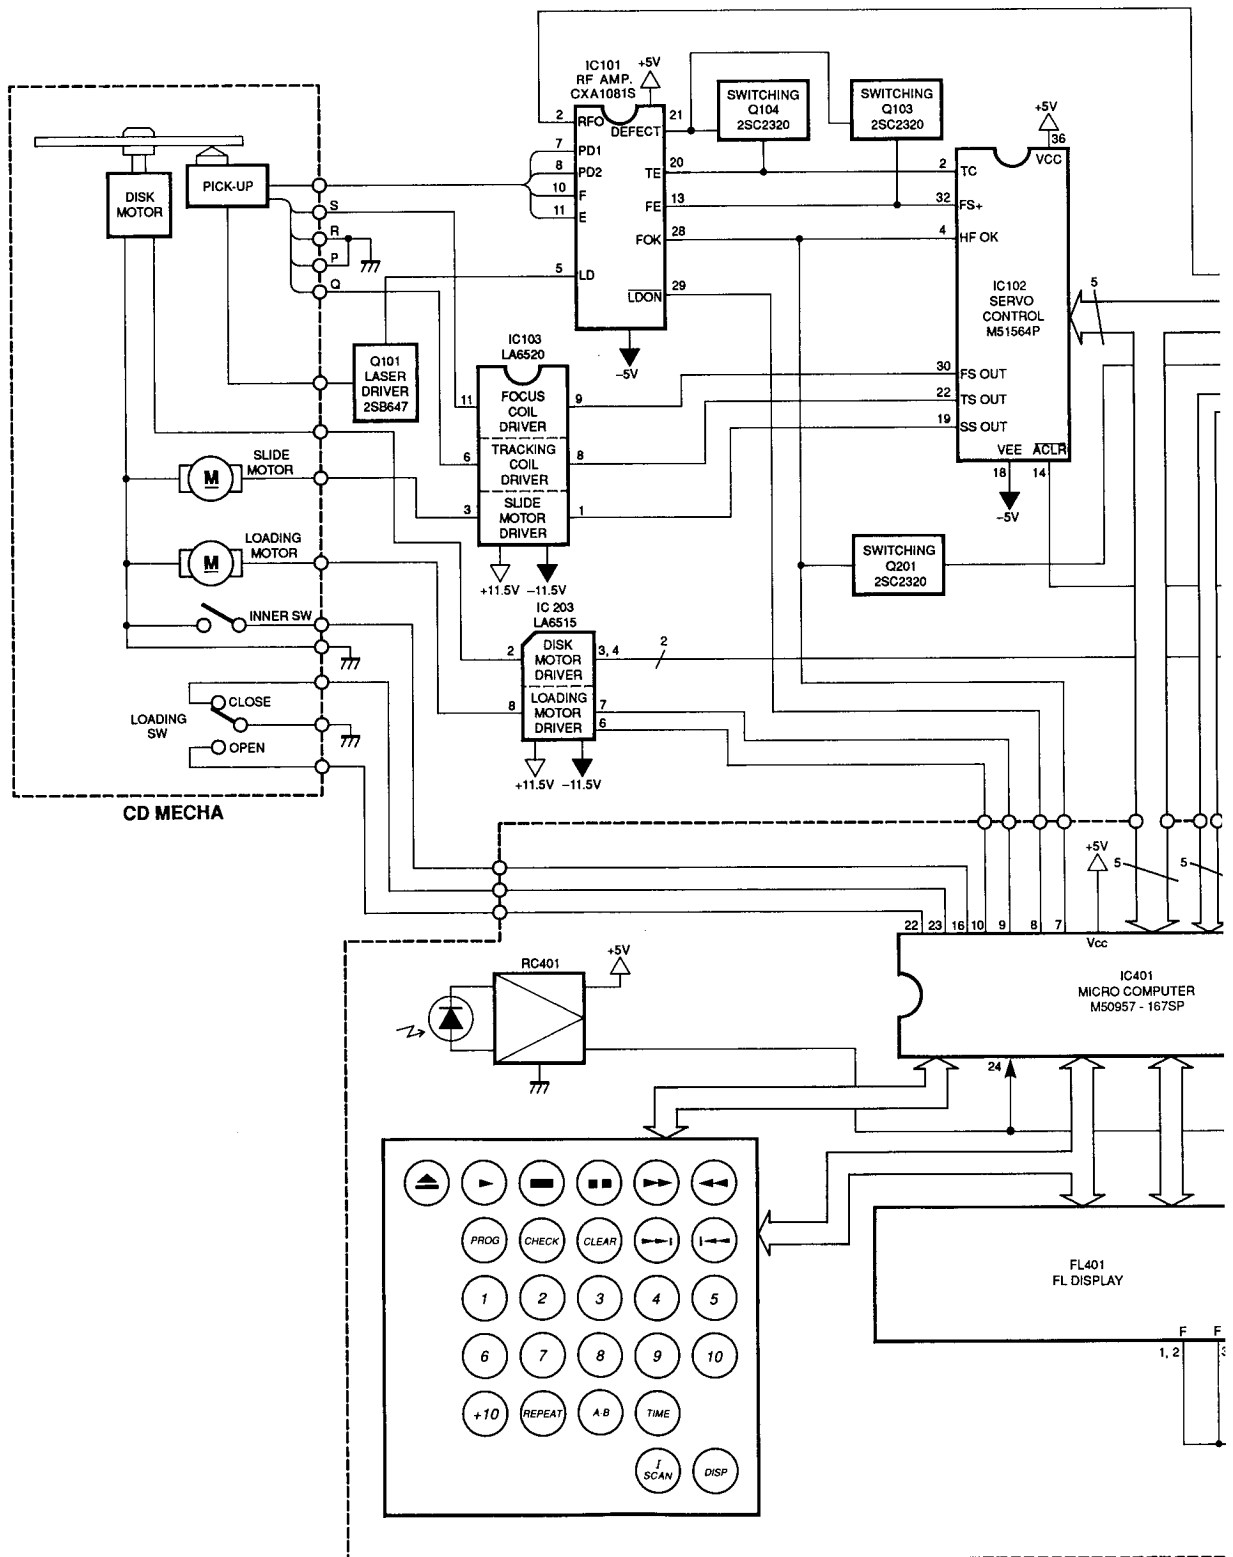 IC101 +5V
RF AMP.
CXA1081S
2
RFO
21
DEFECT
7
PD1
8
PD2
10
F
11
E
20
TE
13
FE
28
FOK
5
LD
29
LDON
-5V
SWITCHING
Q104
2SC2320
SWITCHING
Q103
2SC2320
+5V
36
VCC
2
TC
32
FS+
4
HF OK
IC102
SERVO
CONTROL
M51564P
5
30
FS OUT
22
TS OUT
19
SS OUT
VEE ACLR
18 14
-5V
DISK
MOTOR
PICK-UP
S
R
P
Q
Q101
LASER
DRIVER
2SB647
IC103
LA6520
11
FOCUS
COIL
DRIVER
9
6
TRACKING
COIL
DRIVER
8
3
SLIDE
MOTOR
DRIVER
1
+11.5V -11.5V
SLIDE
MOTOR
M
LOADING
MOTOR
M
INNER SW
CLOSE
LOADING
SW
OPEN
CD MECHA
IC 203
LA6515
2
DISK
MOTOR
DRIVER
3, 4
2
8
LOADING
MOTOR
DRIVER
7
6
+11.5V -11.5V
SWITCHING
Q201
2SC2320
+5V
5
5
22 23 16 10 9 8 7
Vcc
IC401
MICRO COMPUTER
M50957 - 167SP
24
RC401
+5V
PROG CHECK CLEAR
1 2 3 4 5
6 7 8 9 10
+10 REPEAT A-B TIME
I
SCAN
DISP
FL401
FL DISPLAY
F F
1, 2 3